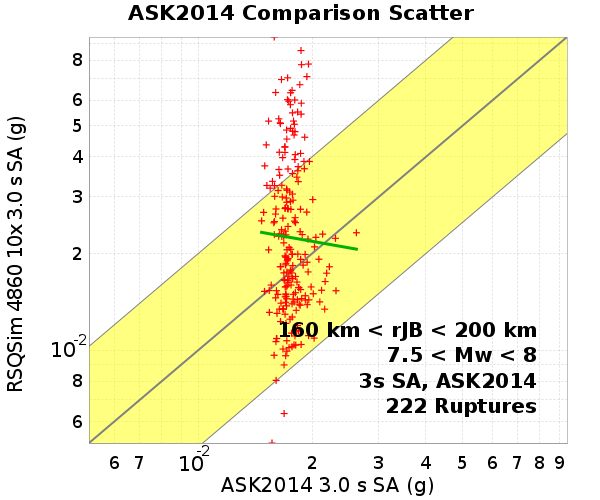 ASK2014 Comparison Scatter
RSQSim 4860 10x 3.0 s SA (g)
8
6
5
4
3
2
10-2
8
6
160 km < rJB < 200 km
7.5 < Mw < 8
3s SA, ASK2014
222 Ruptures
6 7 10-2 2 3 4 5 6 7 8 9
ASK2014 3.0 s SA (g)